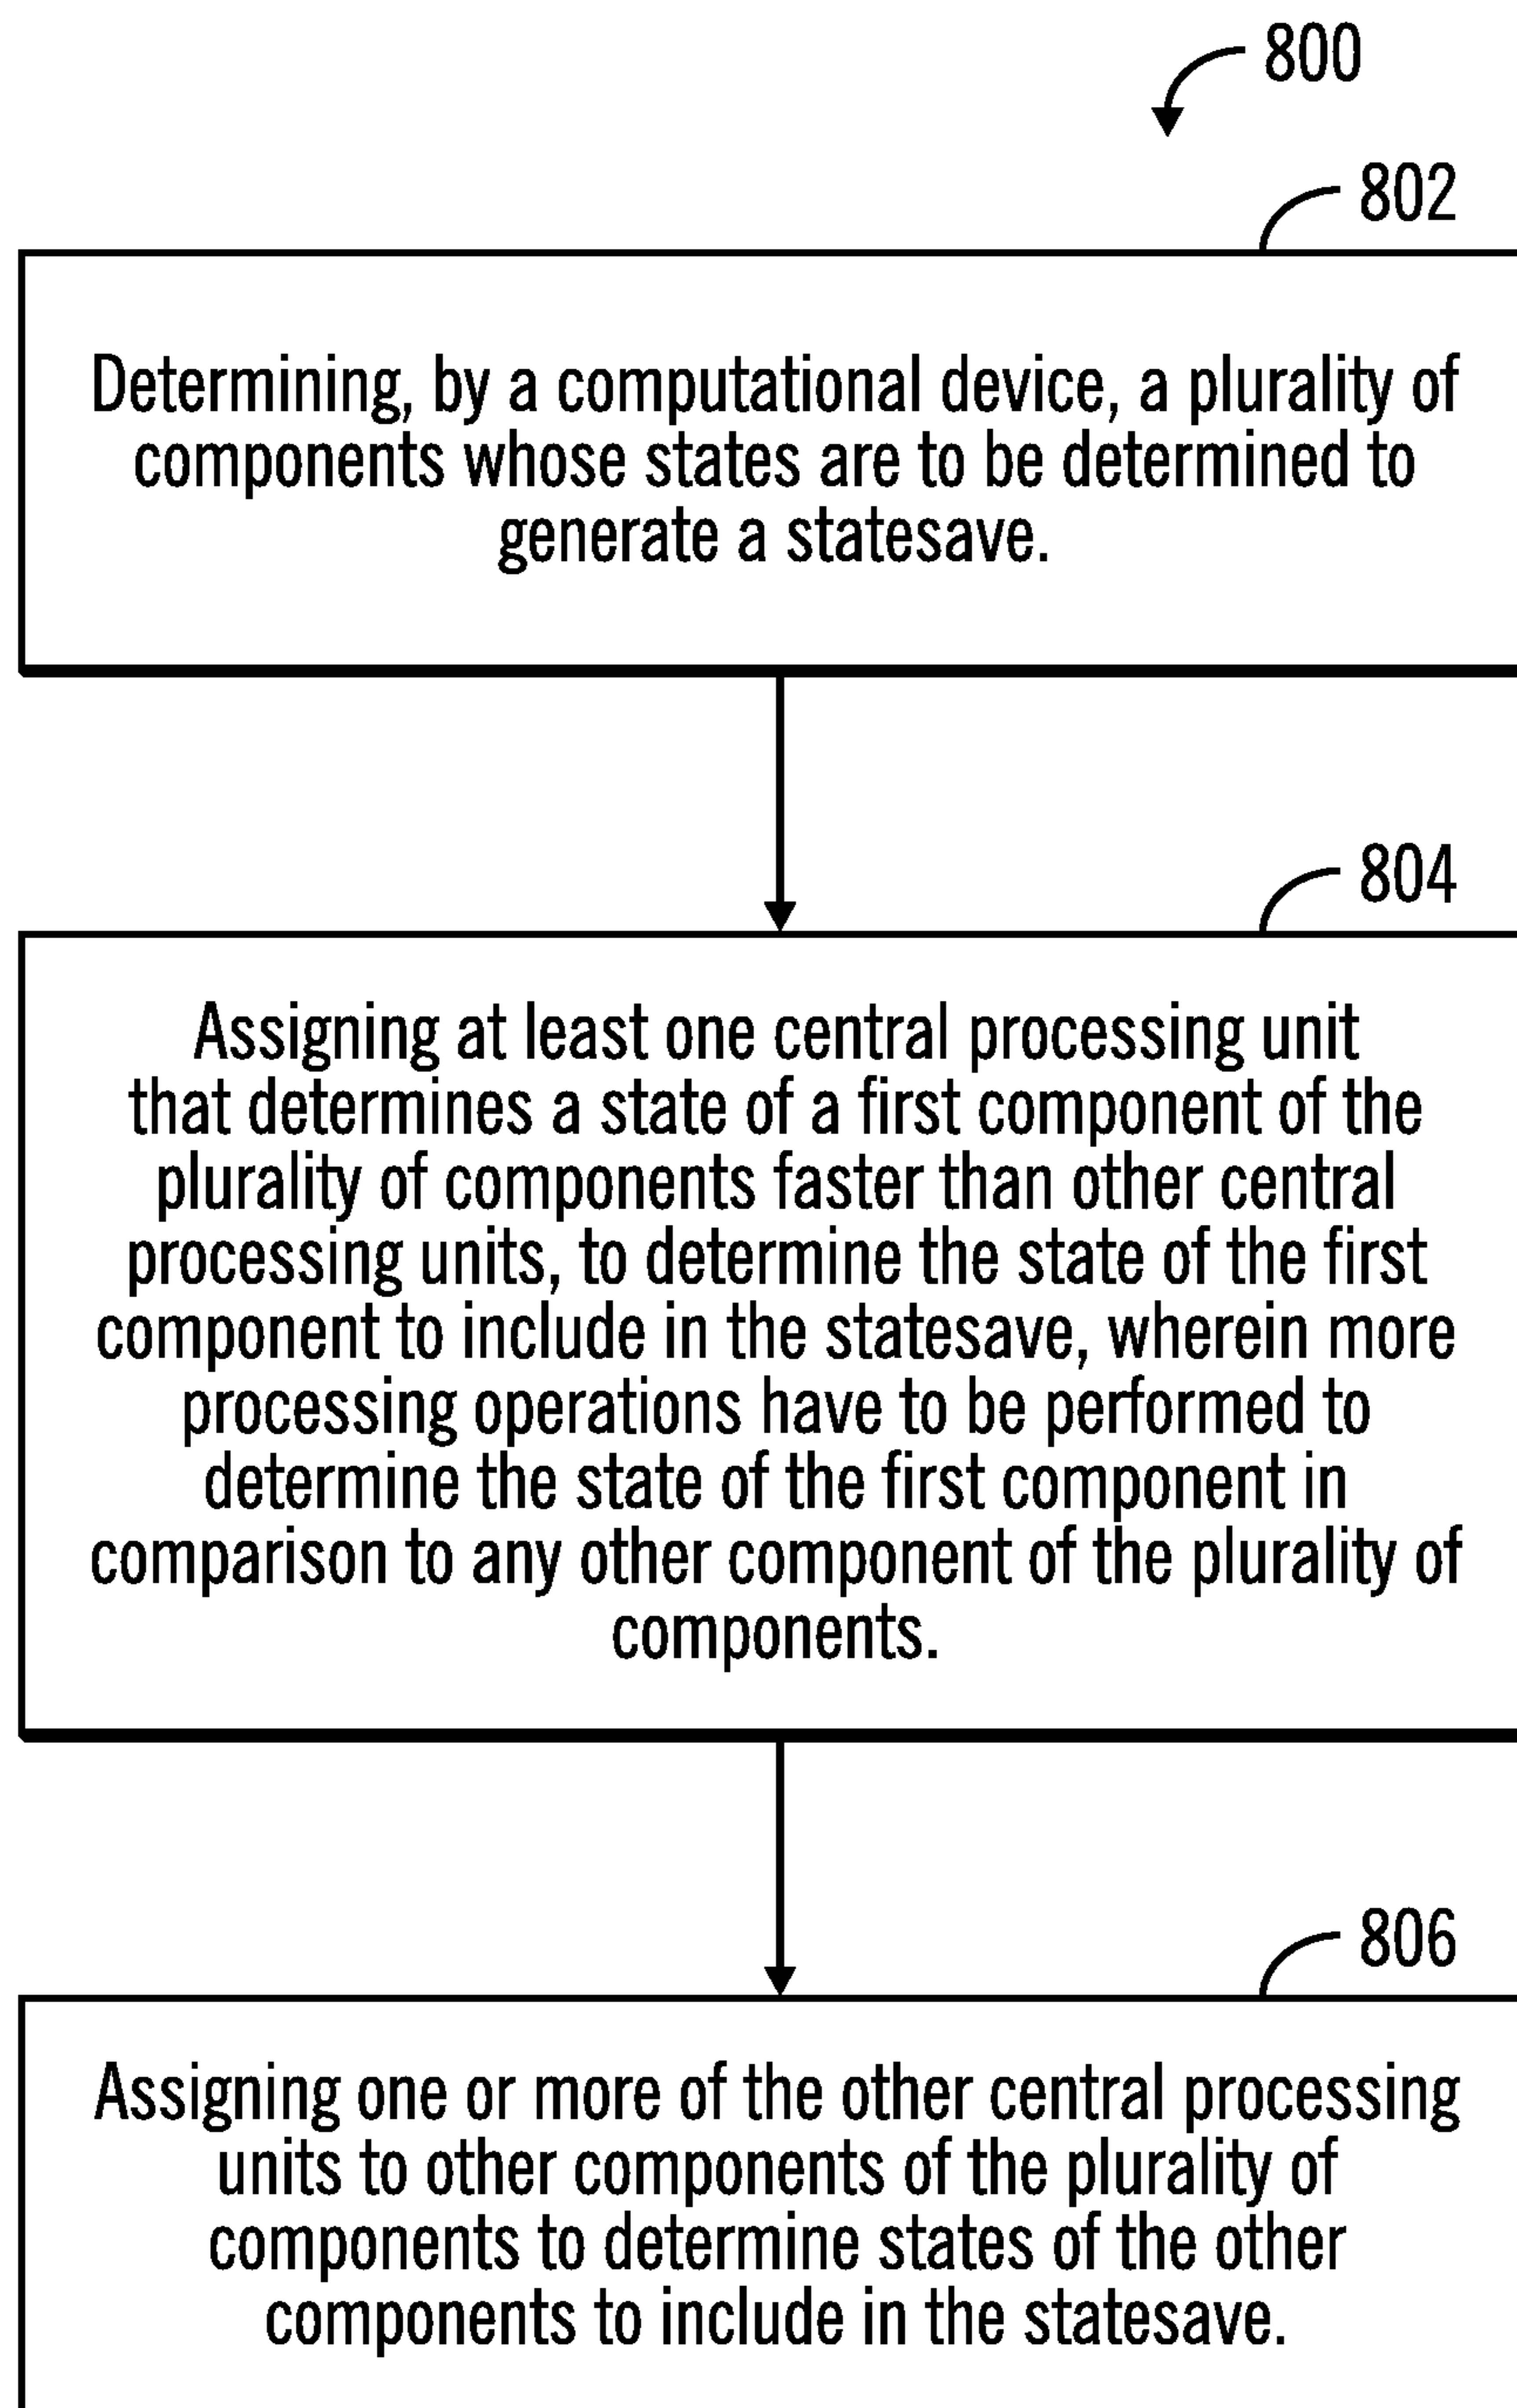 800
802
Determining, by a computational device, a plurality of
components whose states are to be determined to
generate a statesave.
804
Assigning at least one central processing unit
that determines a state of a first component of the
plurality of components faster than other central
processing units, to determine the state of the first
component to include in the statesave, wherein more
processing operations have to be performed to
determine the state of the first component in
comparison to any other component of the plurality of
components.
806
Assigning one or more of the other central processing
units to other components of the plurality of
components to determine states of the other
components to include in the statesave.